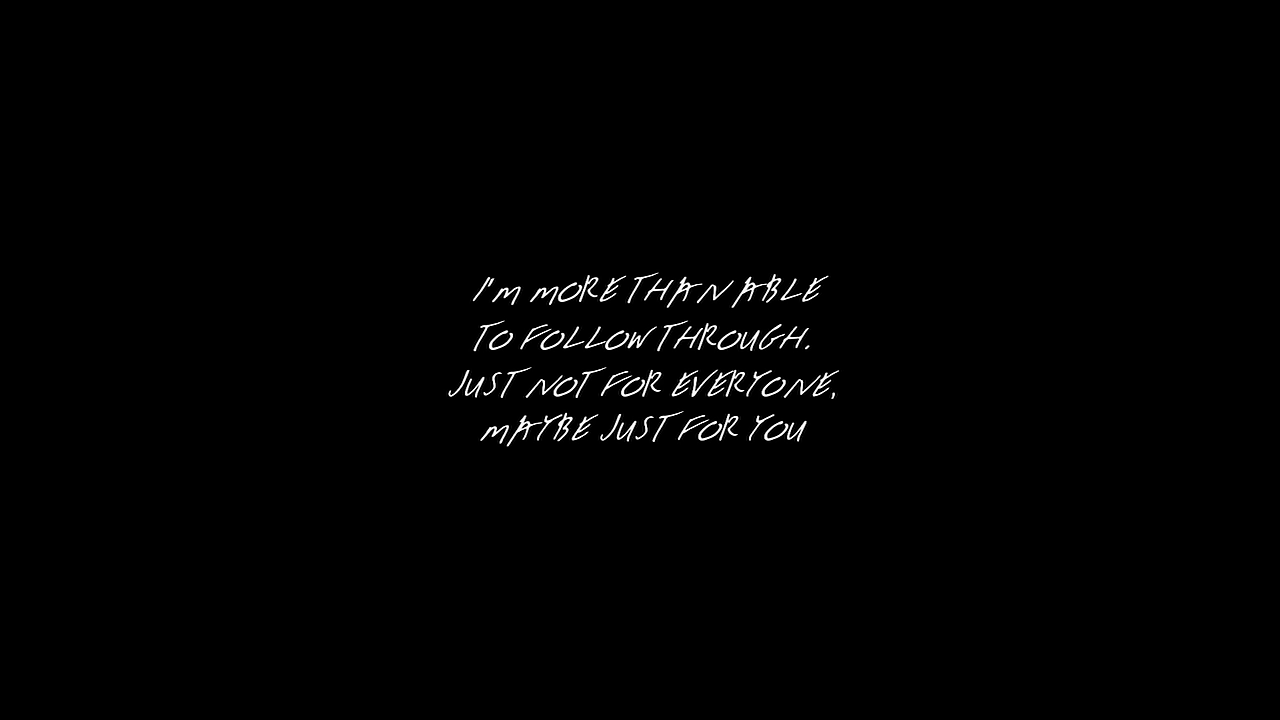 I'M MORE THAN ABLE
TO FOLLOW THROUGH.
JUST NOT FOR EVERYONE,
MAYBE JUST FOR YOU